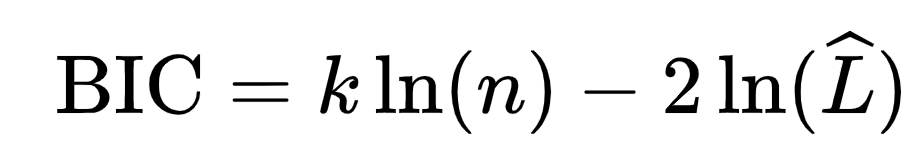 BIC = k ln(n) − 2 ln(L̂)